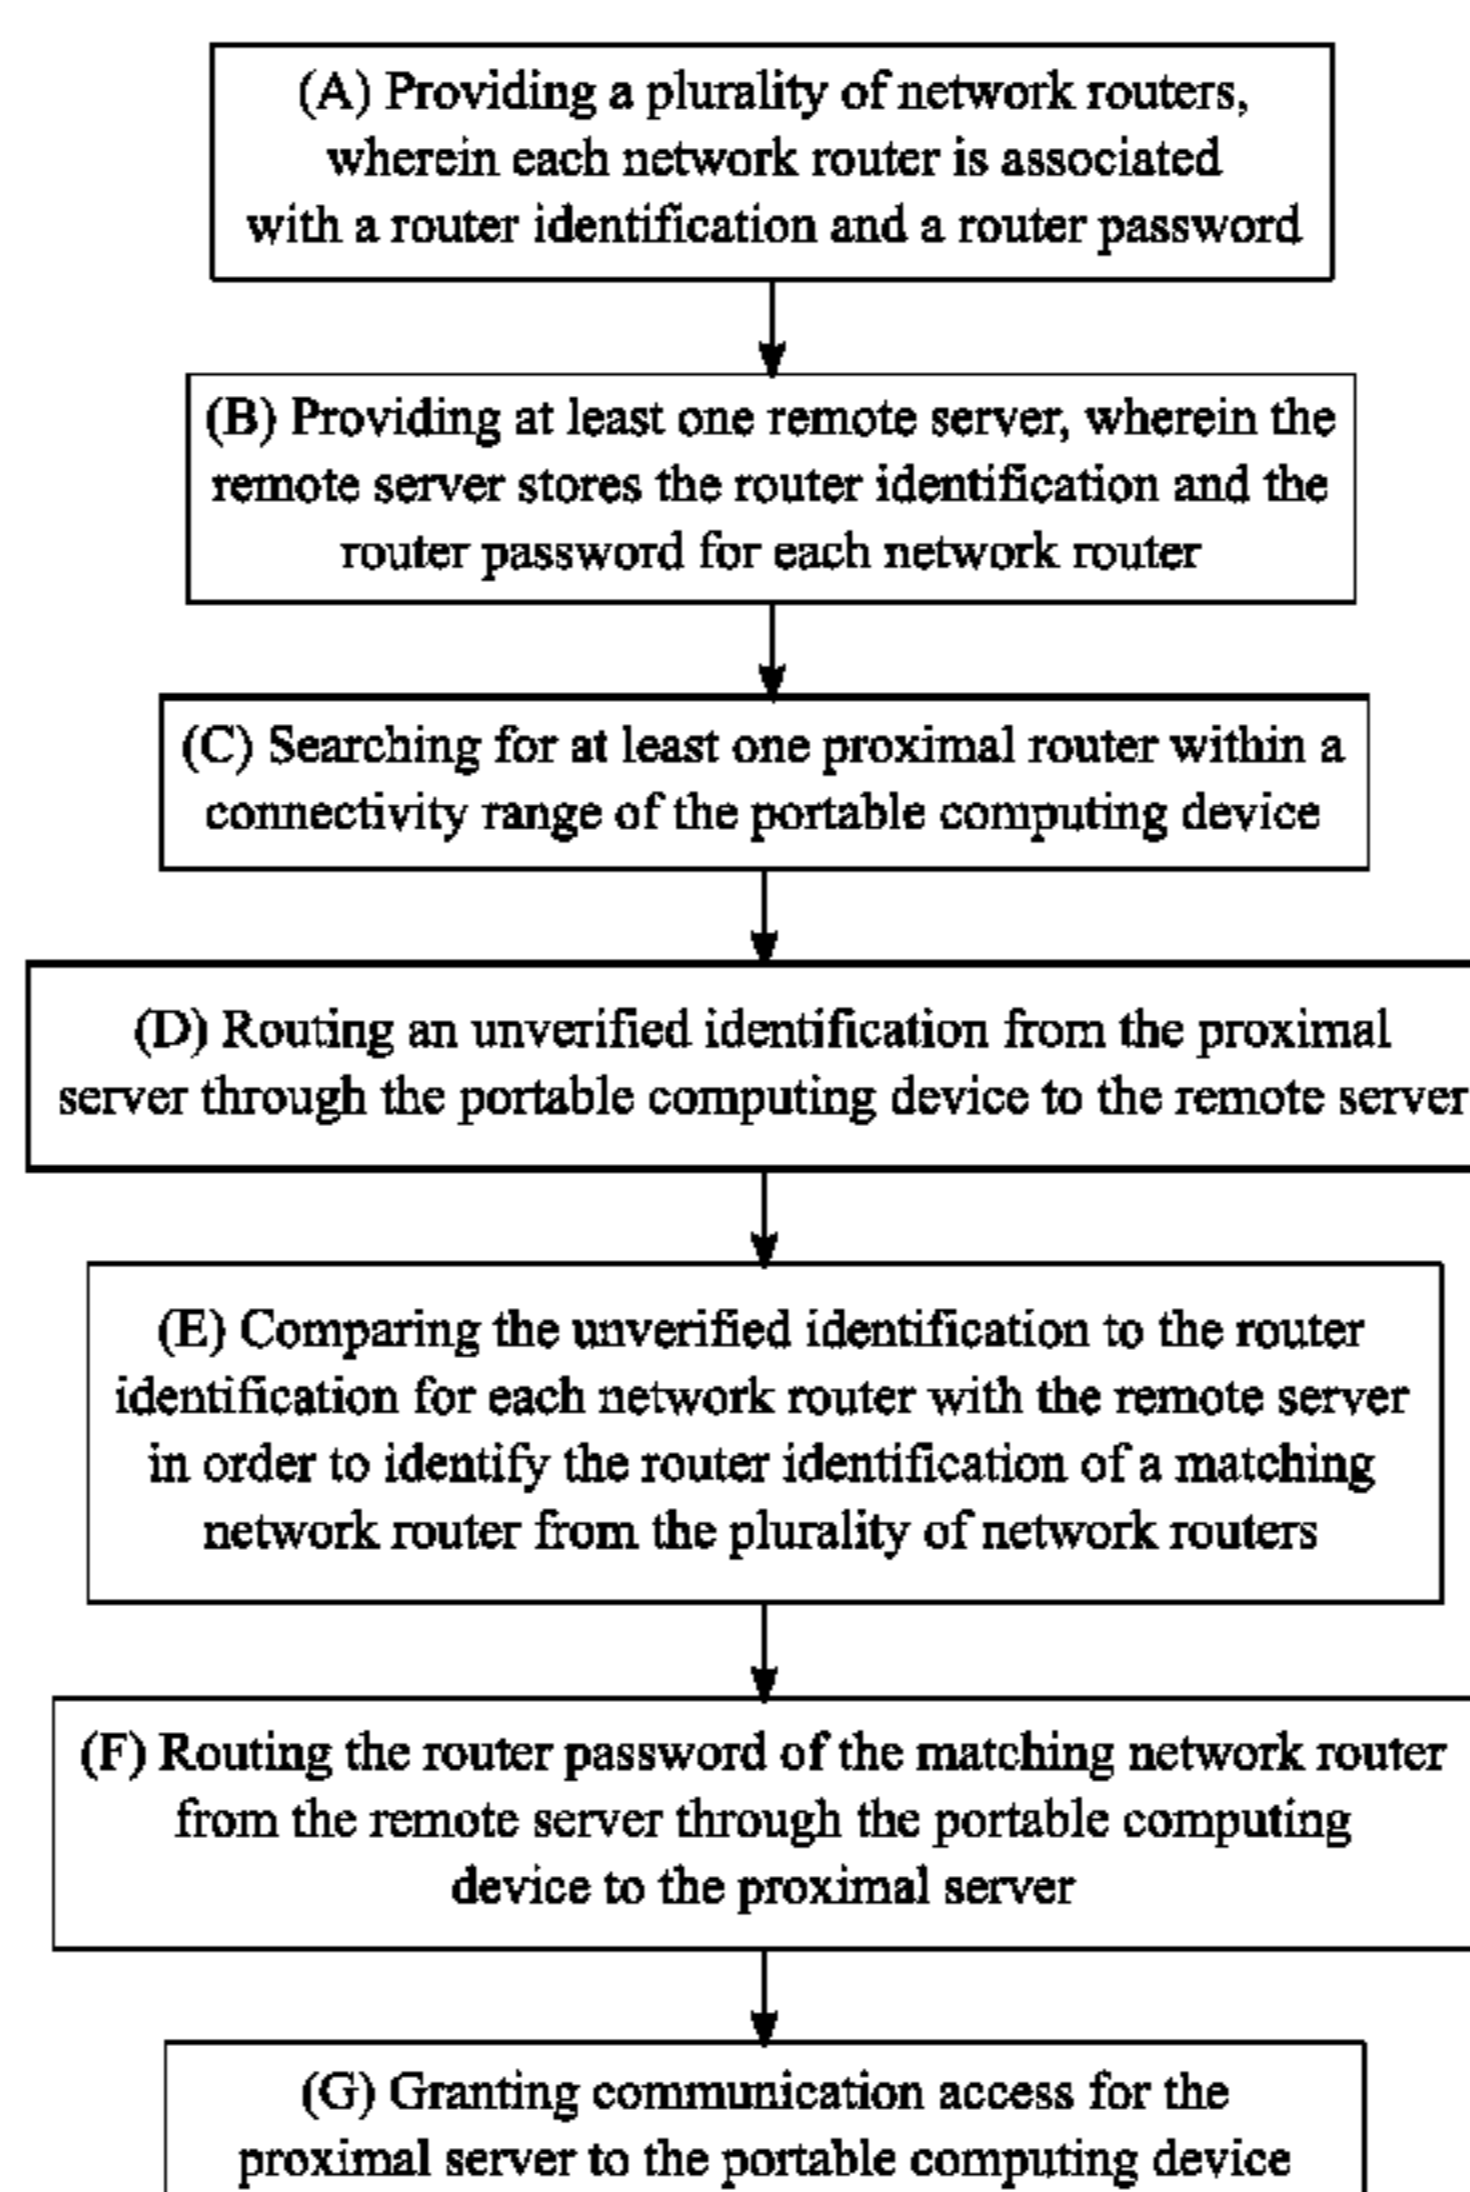 (A) Providing a plurality of network routers,
wherein each network router is associated
with a router identification and a router password
(B) Providing at least one remote server, wherein the
remote server stores the router identification and the
router password for each network router
(C) Searching for at least one proximal router within a
connectivity range of the portable computing device
(D) Routing an unverified identification from the proximal
server through the portable computing device to the remote server
(E) Comparing the unverified identification to the router
identification for each network router with the remote server
in order to identify the router identification of a matching
network router from the plurality of network routers
(F) Routing the router password of the matching network router
from the remote server through the portable computing
device to the proximal server
(G) Granting communication access for the
proximal server to the portable computing device